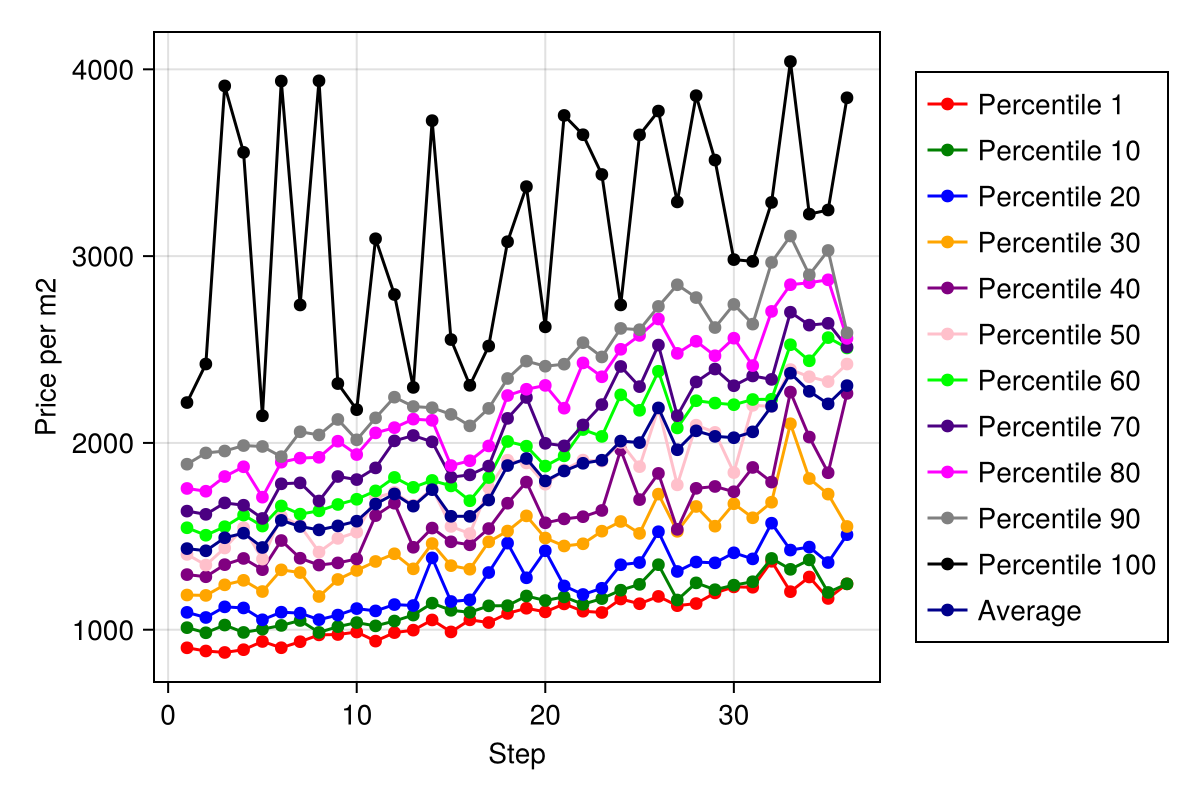 4000
3000
2000
1000
Price per m2
0 10 20 30
Step
Percentile 1
Percentile 10
Percentile 20
Percentile 30
Percentile 40
Percentile 50
Percentile 60
Percentile 70
Percentile 80
Percentile 90
Percentile 100
Average